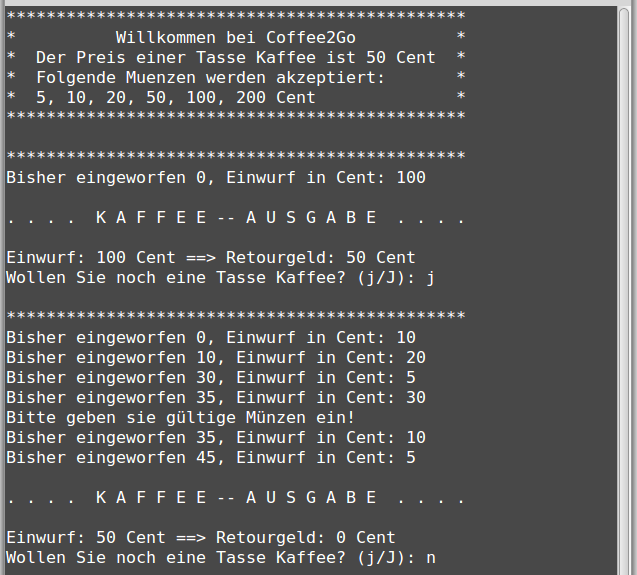 **********************************************
*          Willkommen bei Coffee2Go          *
*  Der Preis einer Tasse Kaffee ist 50 Cent  *
*  Folgende Muenzen werden akzeptiert:       *
*  5, 10, 20, 50, 100, 200 Cent              *
**********************************************
**********************************************
Bisher eingeworfen 0, Einwurf in Cent: 100
. . . .  K A F F E E -- A U S G A B E  . . . .
Einwurf: 100 Cent ==> Retourgeld: 50 Cent
Wollen Sie noch eine Tasse Kaffee? (j/J): j
**********************************************
Bisher eingeworfen 0, Einwurf in Cent: 10
Bisher eingeworfen 10, Einwurf in Cent: 20
Bisher eingeworfen 30, Einwurf in Cent: 5
Bisher eingeworfen 35, Einwurf in Cent: 30
Bitte geben sie gültige Münzen ein!
Bisher eingeworfen 35, Einwurf in Cent: 10
Bisher eingeworfen 45, Einwurf in Cent: 5
. . . .  K A F F E E -- A U S G A B E  . . . .
Einwurf: 50 Cent ==> Retourgeld: 0 Cent
Wollen Sie noch eine Tasse Kaffee? (j/J): n